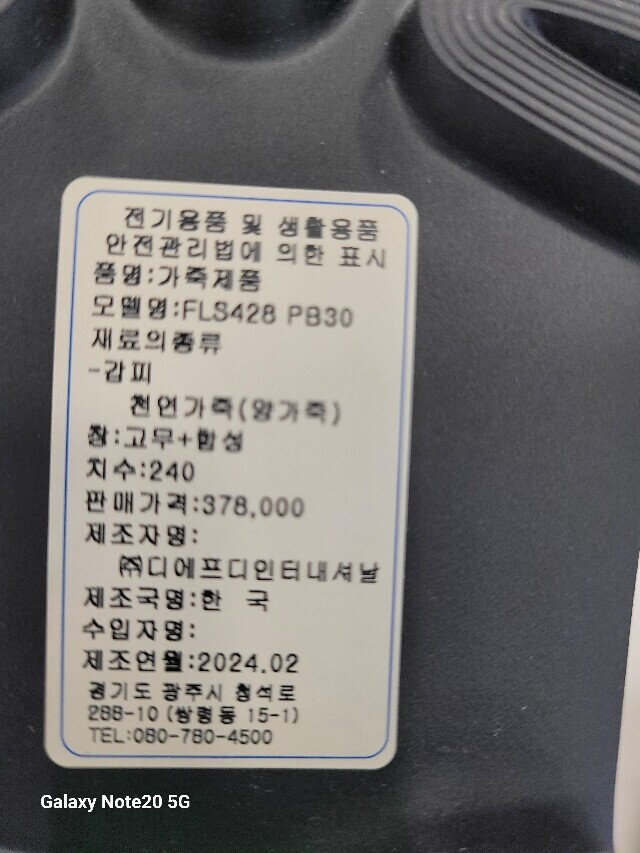 전기용품 및 생활용품
안전관리법에 의한 표시
품명:가죽제품
모델명:FLS428 PB30
재료의종류
-갑피
천연가죽(양가죽)
창:고무+합성
치수:240
판매가격:378,000
제조자명:
㈜디에프디인터내셔날
제조국명:한 국
수입자명:
제조연월:2024.02
경기도 광주시 청석로
288-10 (쌍령동 15-1)
TEL:080-780-4500
Galaxy Note20 5G